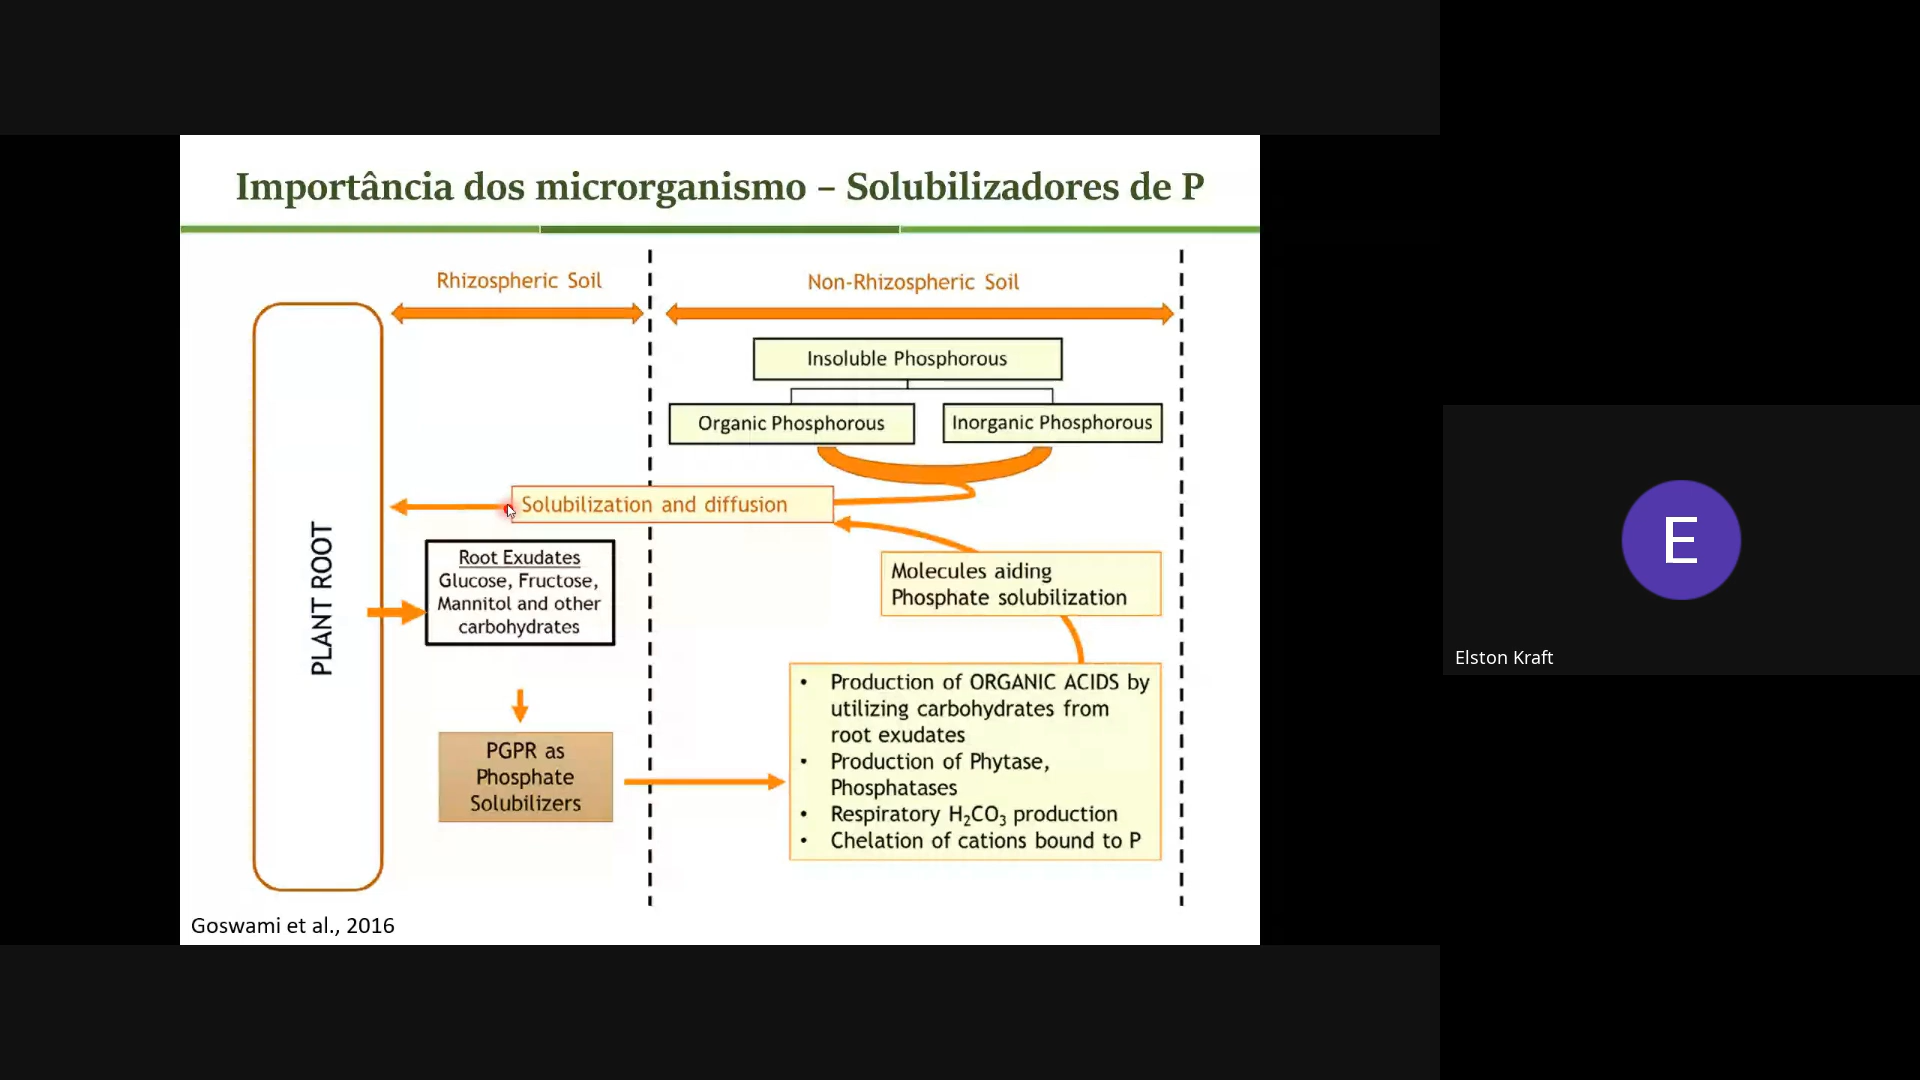 Importância dos microrganismo – Solubilizadores de P
Rhizospheric Soil
Non-Rhizospheric Soil
Insoluble Phosphorous
Organic Phosphorous
Inorganic Phosphorous
Solubilization and diffusion
PLANT ROOT
Root Exudates
Glucose, Fructose,
Mannitol and other
carbohydrates
Molecules aiding
Phosphate solubilization
PGPR as
Phosphate
Solubilizers
• Production of ORGANIC ACIDS by
utilizing carbohydrates from
root exudates
• Production of Phytase,
Phosphatases
• Respiratory H₂CO₃ production
• Chelation of cations bound to P
Goswami et al., 2016
E
Elston Kraft